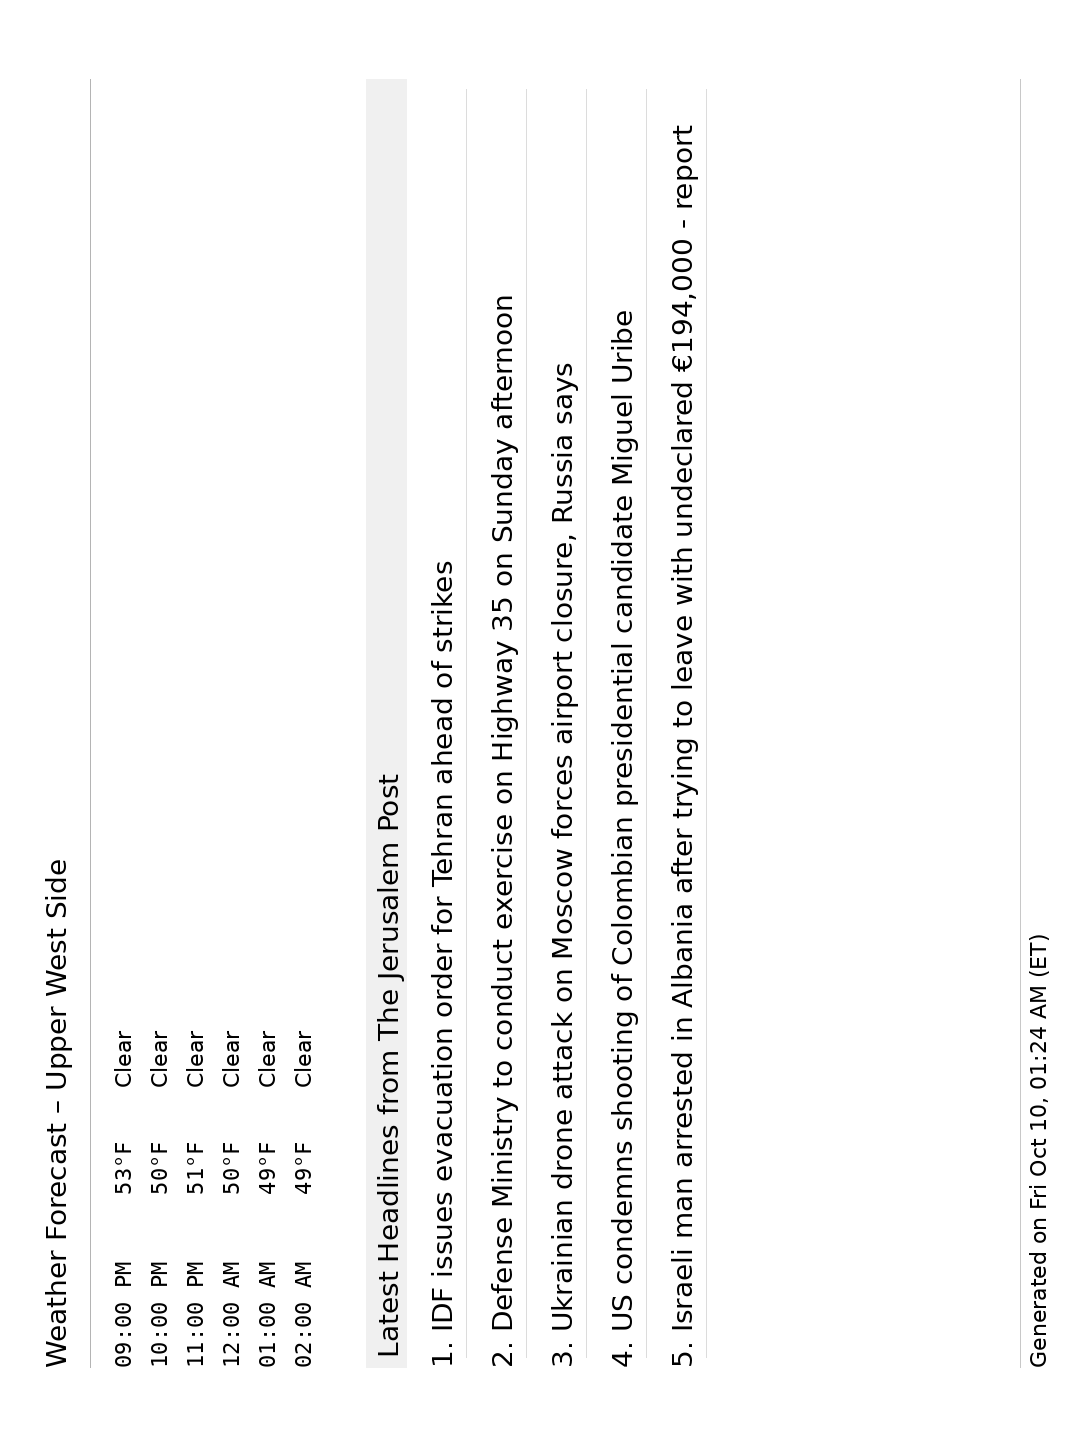 Weather Forecast – Upper West Side
09:00 PM 53°F Clear
10:00 PM 50°F Clear
11:00 PM 51°F Clear
12:00 AM 50°F Clear
01:00 AM 49°F Clear
02:00 AM 49°F Clear
Latest Headlines from The Jerusalem Post
1. IDF issues evacuation order for Tehran ahead of strikes
2. Defense Ministry to conduct exercise on Highway 35 on Sunday afternoon
3. Ukrainian drone attack on Moscow forces airport closure, Russia says
4. US condemns shooting of Colombian presidential candidate Miguel Uribe
5. Israeli man arrested in Albania after trying to leave with undeclared €194,000 - report
Generated on Fri Oct 10, 01:24 AM (ET)